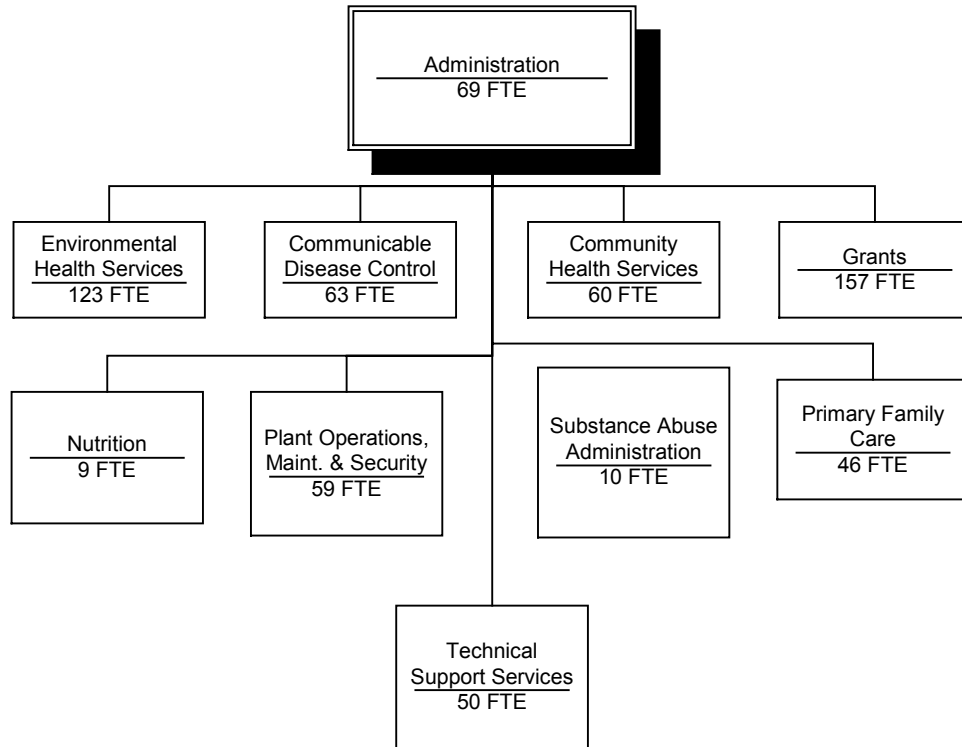 Administration
69 FTE
Environmental
Health Services
123 FTE
Communicable
Disease Control
63 FTE
Community
Health Services
60 FTE
Grants
157 FTE
Nutrition
9 FTE
Plant Operations,
Maint. & Security
59 FTE
Substance Abuse
Administration
10 FTE
Primary Family
Care
46 FTE
Technical
Support Services
50 FTE